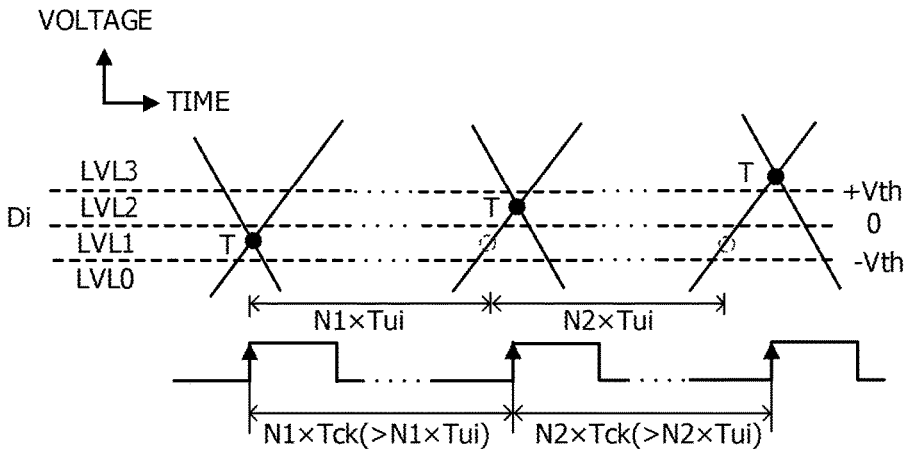 VOLTAGE
TIME
LVL3
LVL2
LVL1
LVL0
Di
T
T
T
+Vth
0
-Vth
N1×Tui
N2×Tui
N1×Tck(>N1×Tui)
N2×Tck(>N2×Tui)